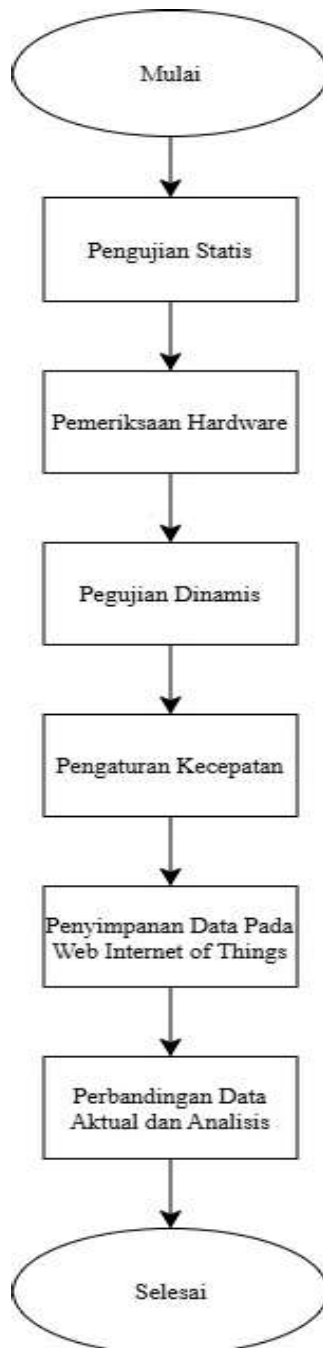 Mulai
Pengujian Statis
Pemeriksaan Hardware
Pegujian Dinamis
Pengaturan Kecepatan
Penyimpanan Data Pada
Web Internet of Things
Perbandingan Data
Aktual dan Analisis
Selesai